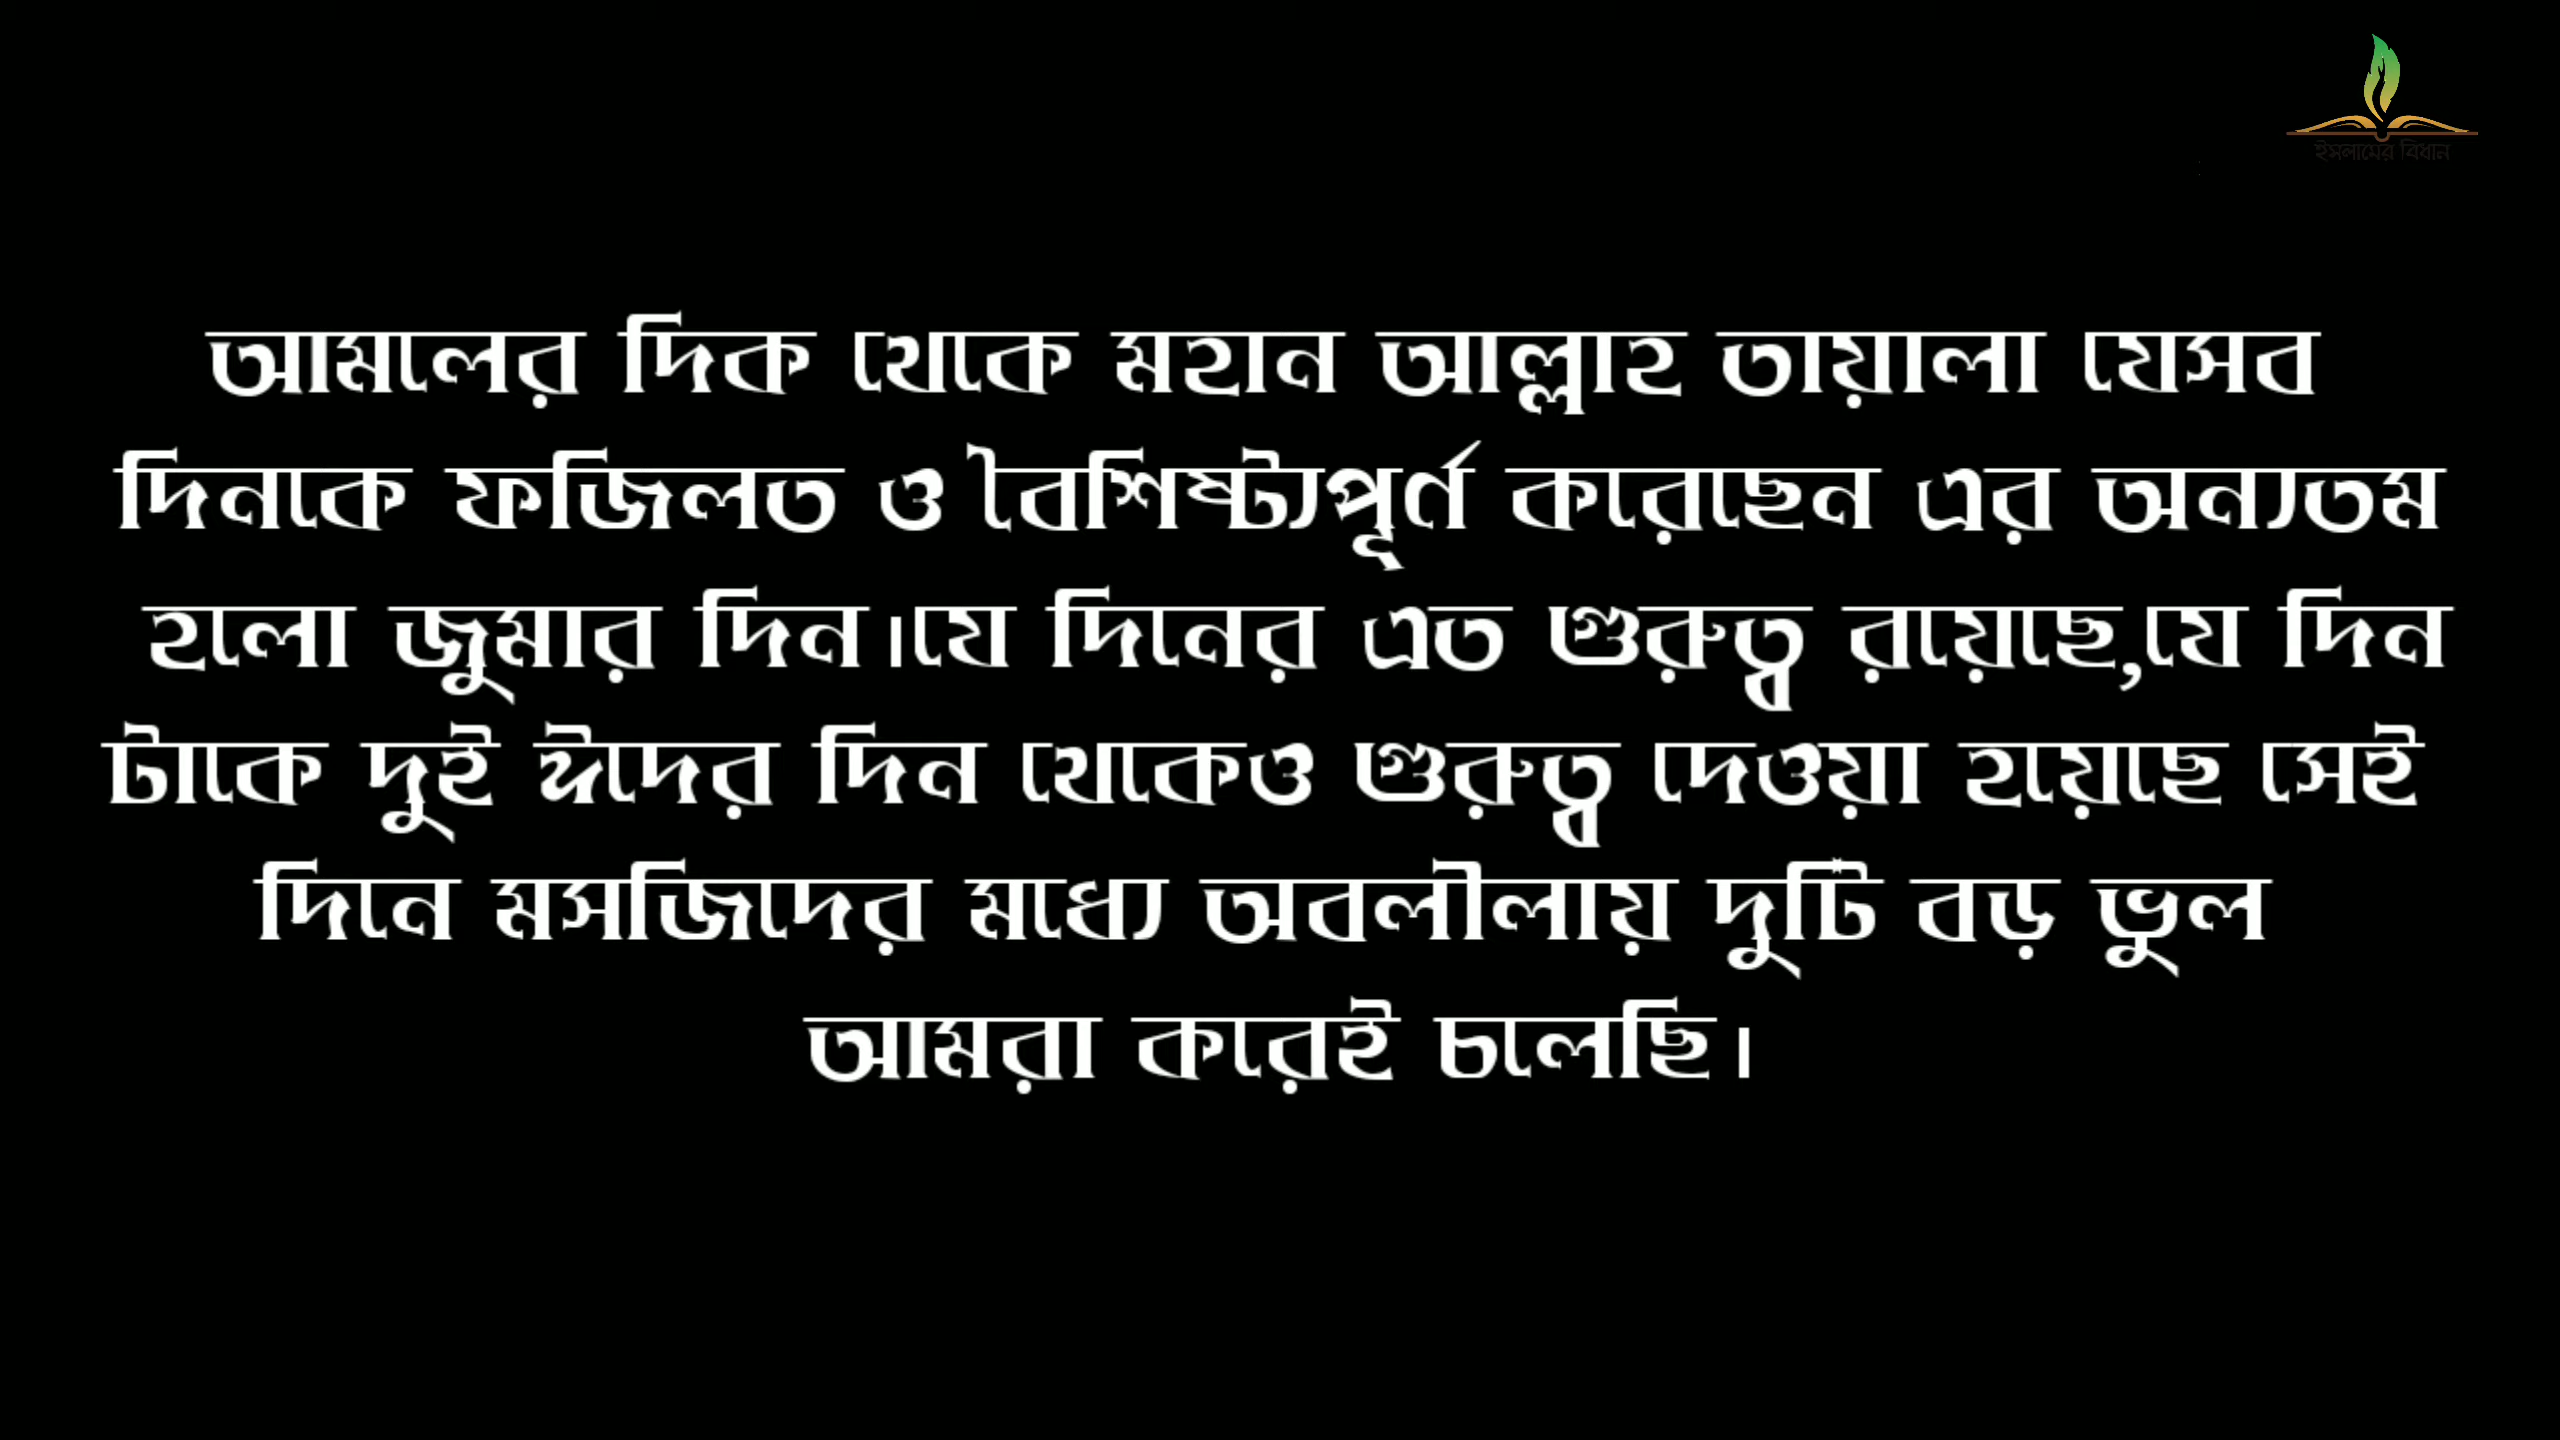 ইসলামের বিধান
আমলের দিক থেকে মহান আল্লাহ তায়ালা যেসব
দিনকে ফজিলত ও বৈশিষ্ট্যপূর্ণ করেছেন এর অন্যতম
হলো জুমার দিন।যে দিনের এত গুরুত্ব রয়েছে,যে দিন
টাকে দুই ঈদের দিন থেকেও গুরুত্ব দেওয়া হয়েছে সেই
দিনে মসজিদের মধ্যে অবলীলায় দুটি বড় ভুল
আমরা করেই চলেছি।